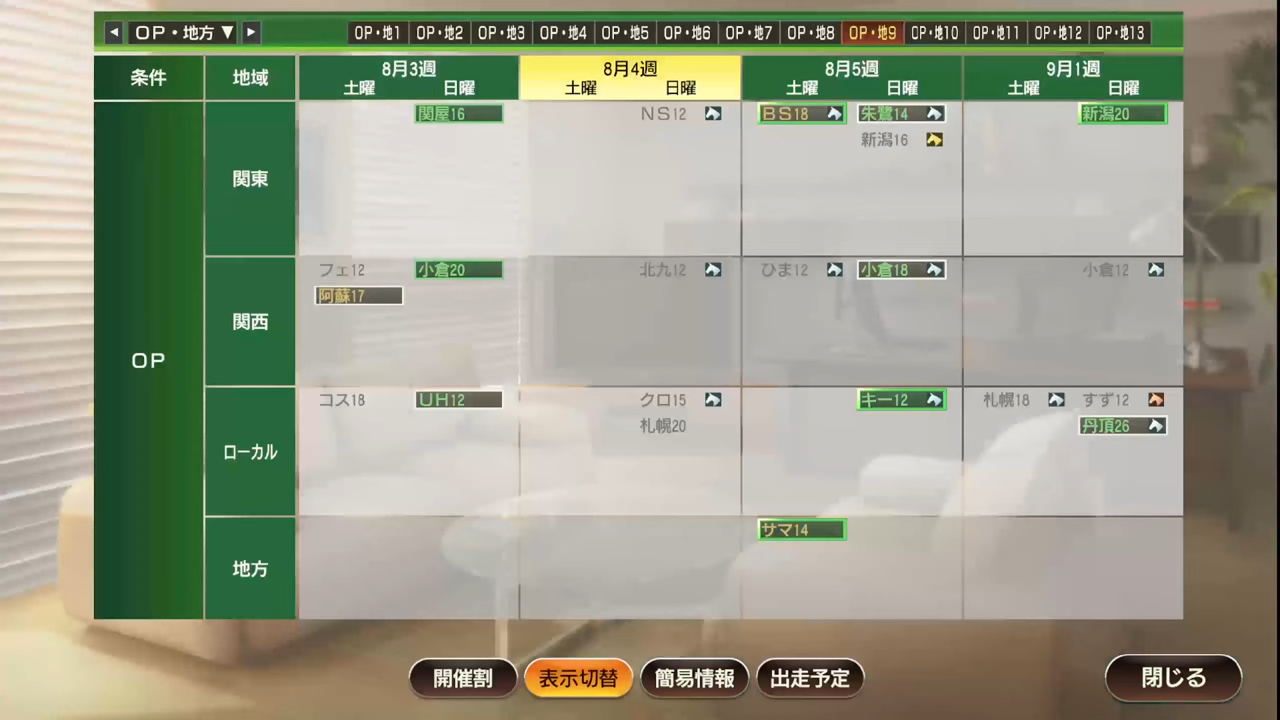 ◀ OP・地方▼ ▶ OP・地1 OP・地2 OP・地3 OP・地4 OP・地5 OP・地6 OP・地7 OP・地8 OP・地9 OP・地10 OP・地11 OP・地12 OP・地13
条件 地域 8月3週 8月4週 8月5週 9月1週
土曜 日曜 土曜 日曜 土曜 日曜 土曜 日曜
OP
関東
関屋16 NS12 BS18 朱鷺14 新潟20
新潟16
関西
フェ12 小倉20 北九12 ひま12 小倉18 小倉12
阿蘇17
ローカル
コス18 UH12 クロ15 キー12 札幌18 すず12
札幌20 丹頂26
地方
サマ14
開催割 表示切替 簡易情報 出走予定 閉じる